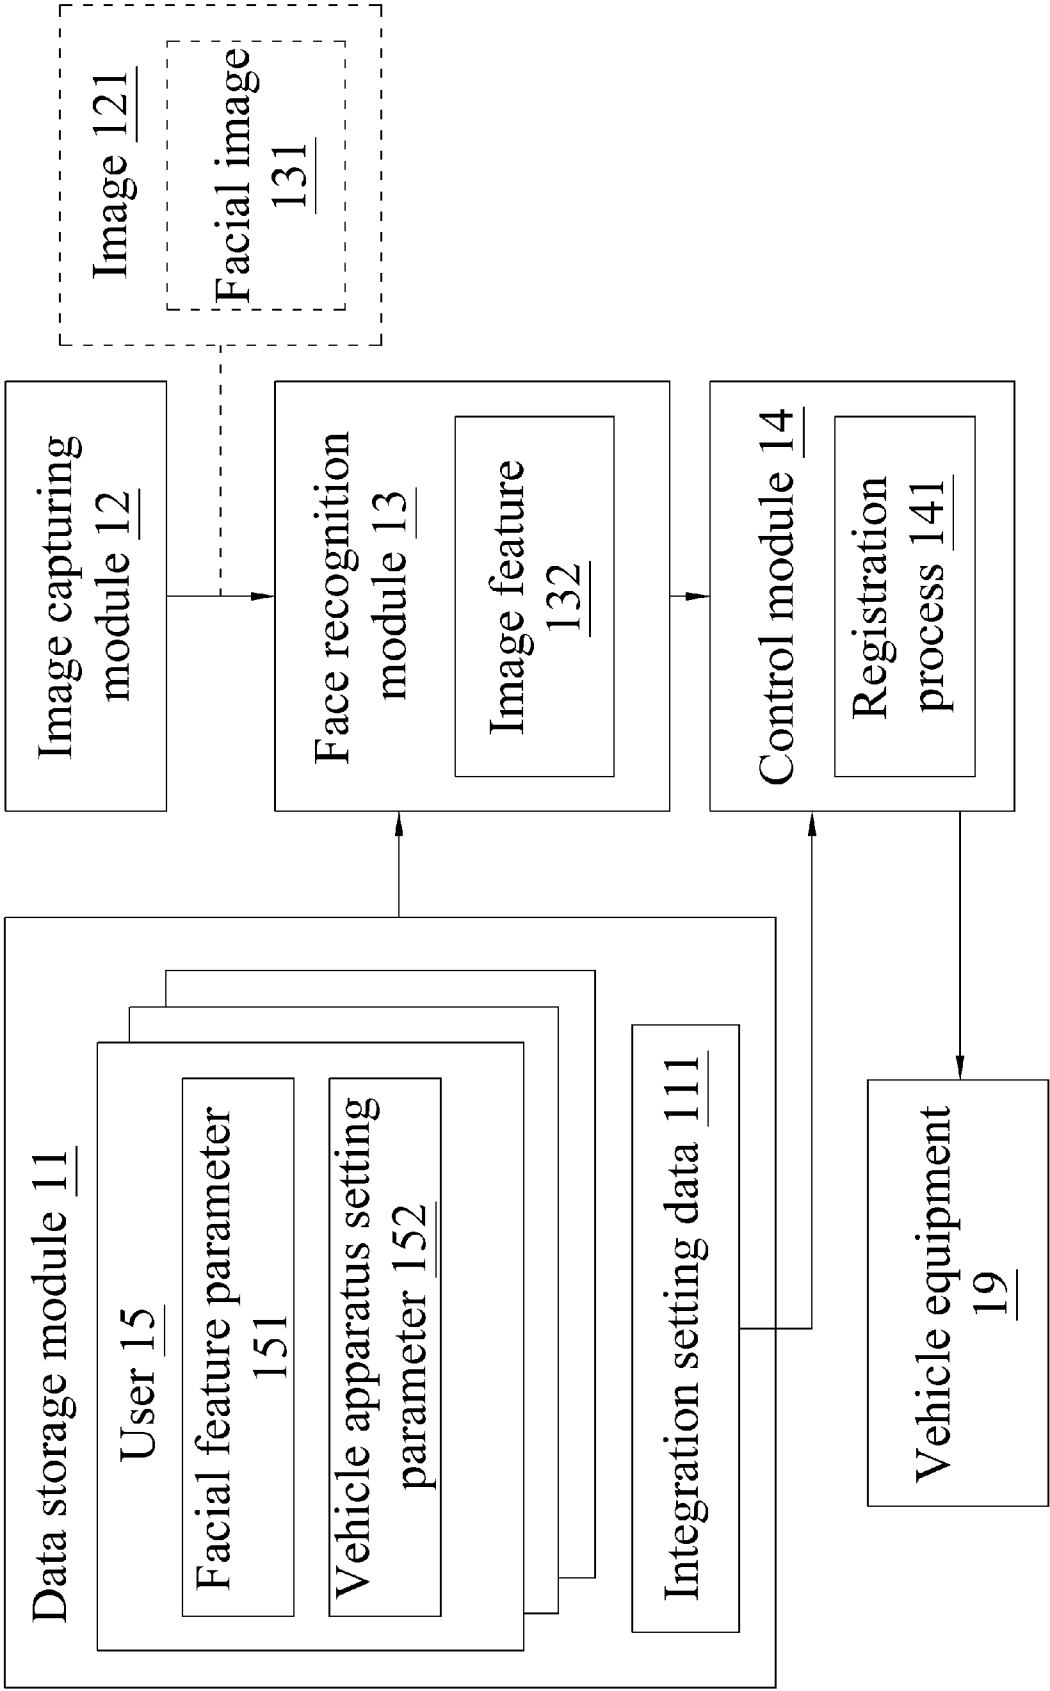 Data storage module 11
User 15
Facial feature parameter
151
Vehicle apparatus setting
parameter 152
Integration setting data 111
Image capturing
module 12
Image 121
Facial image
131
Face recognition
module 13
Image feature
132
Control module 14
Registration
process 141
Vehicle equipment
19